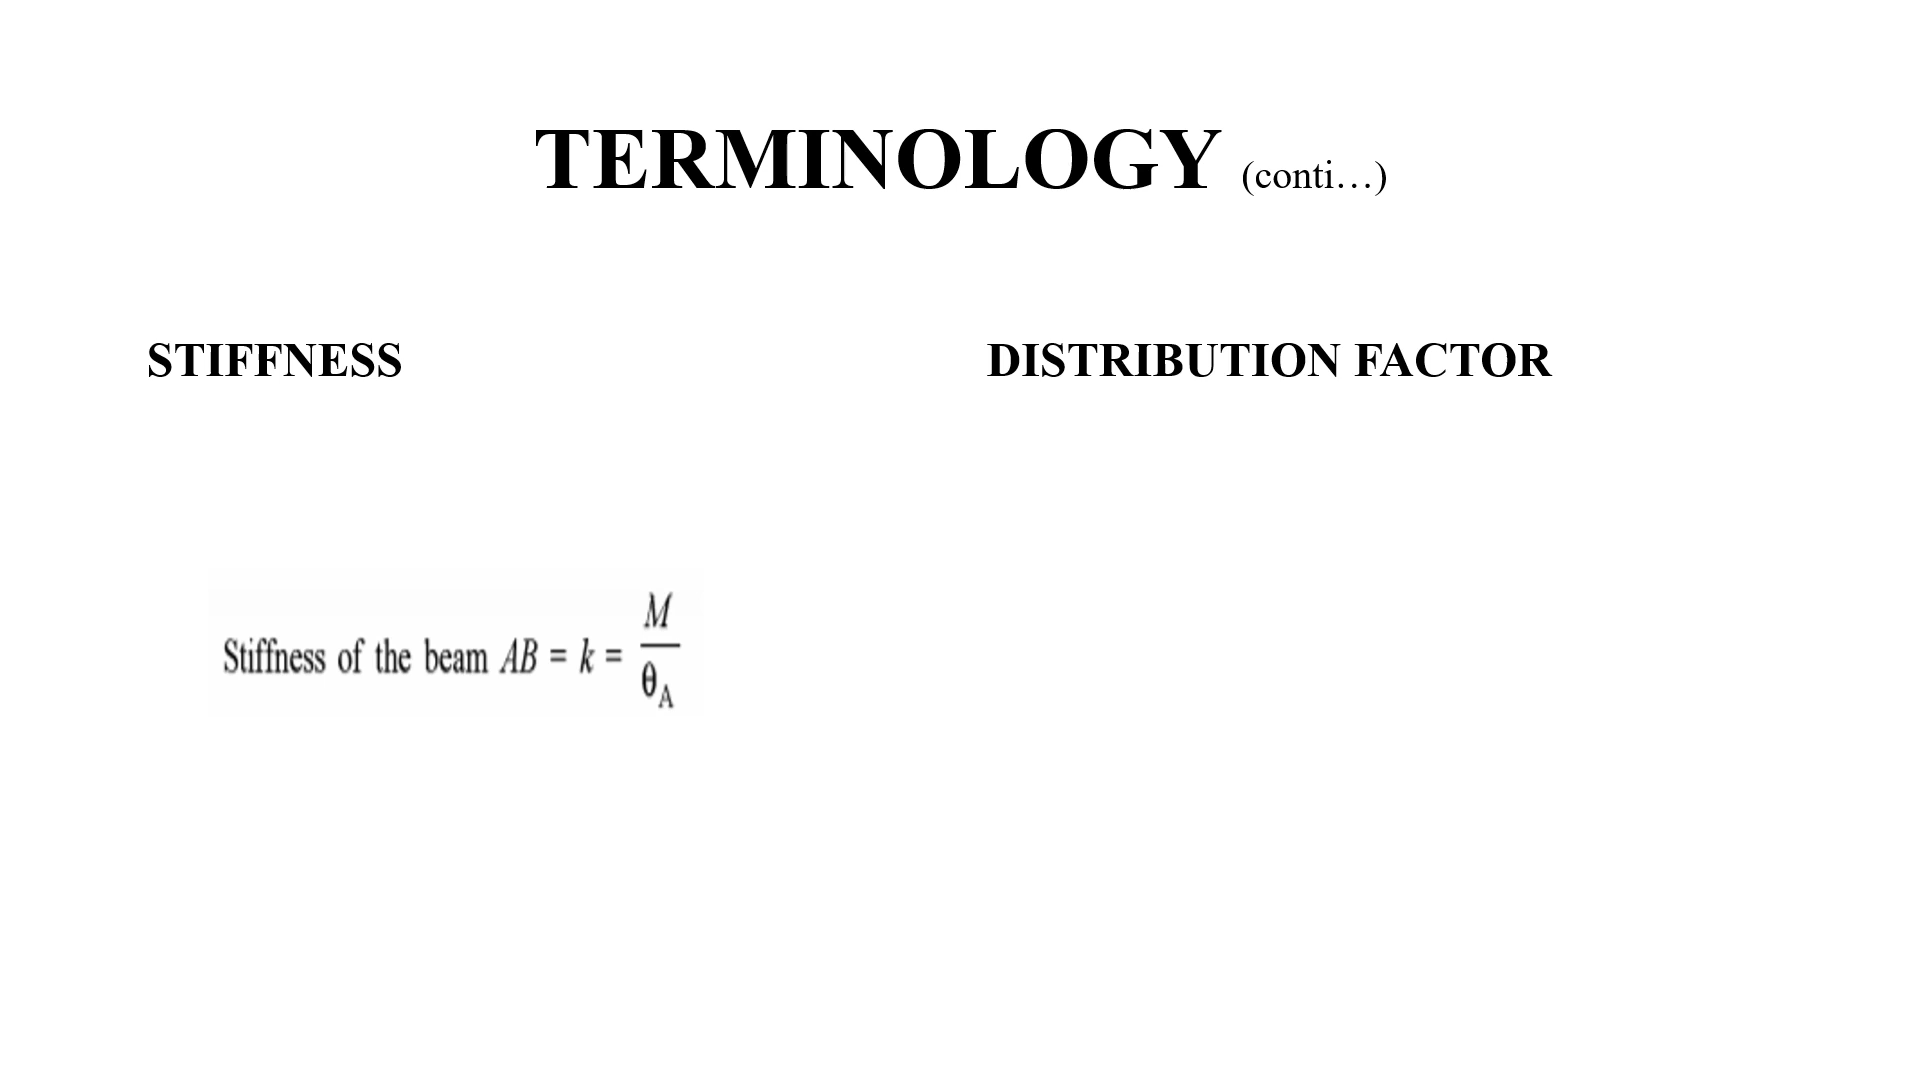 TERMINOLOGY (conti…)
STIFFNESS
DISTRIBUTION FACTOR
Stiffness of the beam AB = k = M / θA